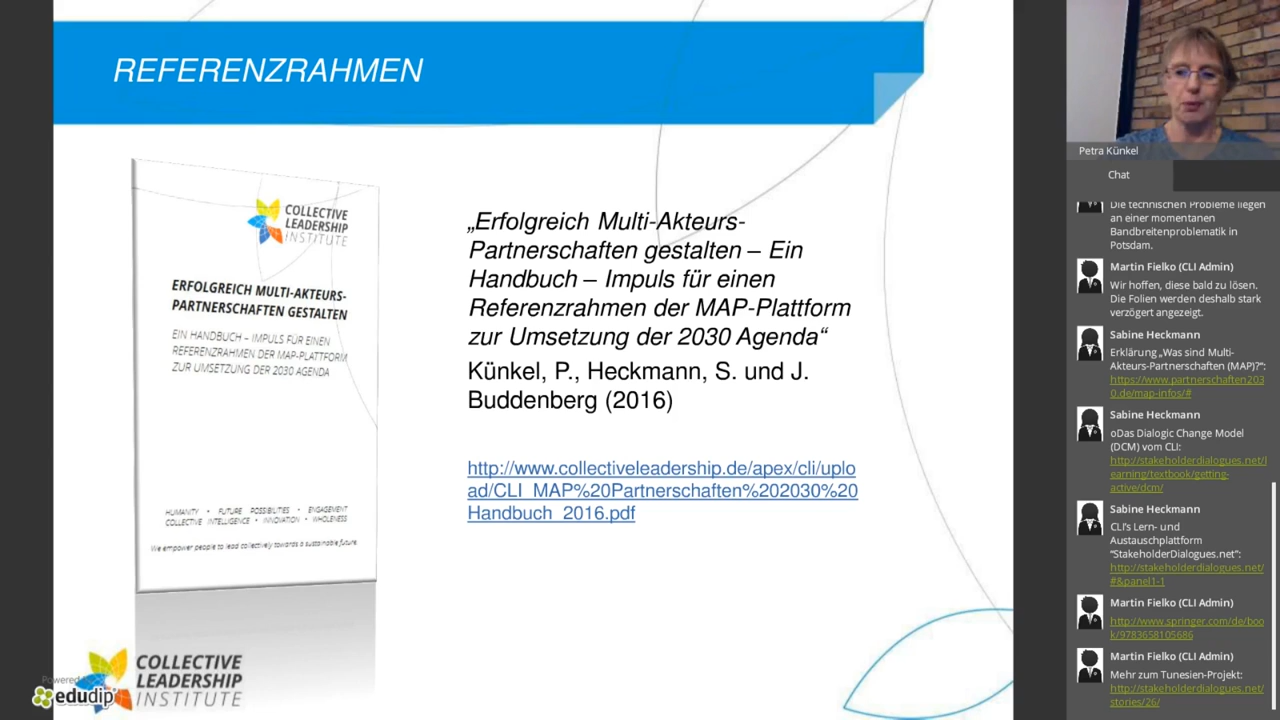 REFERENZRAHMEN
COLLECTIVE
LEADERSHIP
INSTITUTE
ERFOLGREICH MULTI-AKTEURS-
PARTNERSCHAFTEN GESTALTEN
EIN HANDBUCH – IMPULS FÜR EINEN
REFERENZRAHMEN DER MAP-PLATTFORM
ZUR UMSETZUNG DER 2030 AGENDA
HUMANITY • FUTURE POSSIBILITIES • ENGAGEMENT
COLLECTIVE INTELLIGENCE • INNOVATION • WHOLENESS
We empower people to lead collectively towards a sustainable future.
„Erfolgreich Multi-Akteurs-
Partnerschaften gestalten – Ein
Handbuch – Impuls für einen
Referenzrahmen der MAP-Plattform
zur Umsetzung der 2030 Agenda“
Künkel, P., Heckmann, S. und J.
Buddenberg (2016)
http://www.collectiveleadership.de/apex/cli/uplo
ad/CLI_MAP%20Partnerschaften%202030%20
Handbuch_2016.pdf
COLLECTIVE
LEADERSHIP
INSTITUTE
Powered
edudip
Petra Künkel
Chat
Die technischen Probleme liegen
an einer momentanen
Bandbreitenproblematik in
Potsdam.
Martin Fielko (CLI Admin)
Wir hoffen, diese bald zu lösen.
Die Folien werden deshalb stark
verzögert angezeigt.
Sabine Heckmann
Erklärung „Was sind Multi-
Akteurs-Partnerschaften (MAP)?“:
https://www.partnerschaften203
0.de/map-infos/#
Sabine Heckmann
oDas Dialogic Change Model
(DCM) vom CLI:
http://stakeholderdialogues.net/l
earning/textbook/getting-
active/dcm/
Sabine Heckmann
CLI's Lern- und
Austauschplattform
“StakeholderDialogues.net“:
http://stakeholderdialogues.net/
#&panel1-1
Martin Fielko (CLI Admin)
http://www.springer.com/de/boo
k/9783658105686
Martin Fielko (CLI Admin)
Mehr zum Tunesien-Projekt:
http://stakeholderdialogues.net/
stories/26/